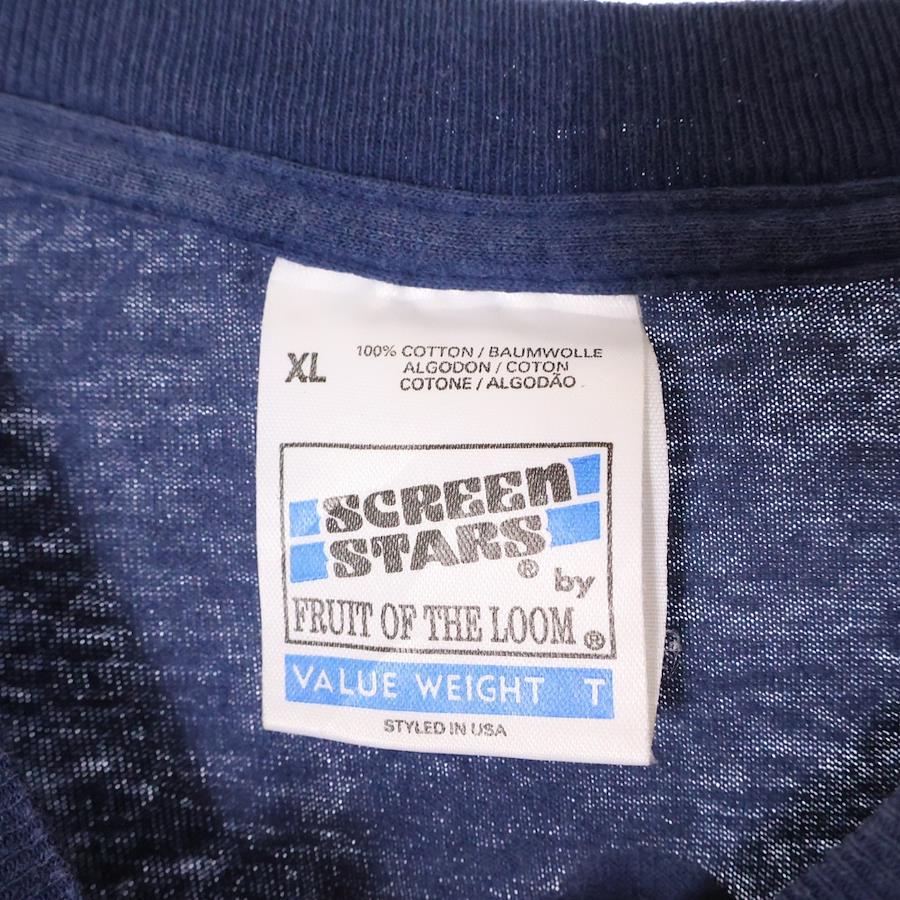 XL
100% COTTON / BAUMWOLLE
ALGODON / COTON
COTONE / ALGODÃO
SCREEN
STARS®
by
FRUIT OF THE LOOM®
VALUE WEIGHT T
STYLED IN USA